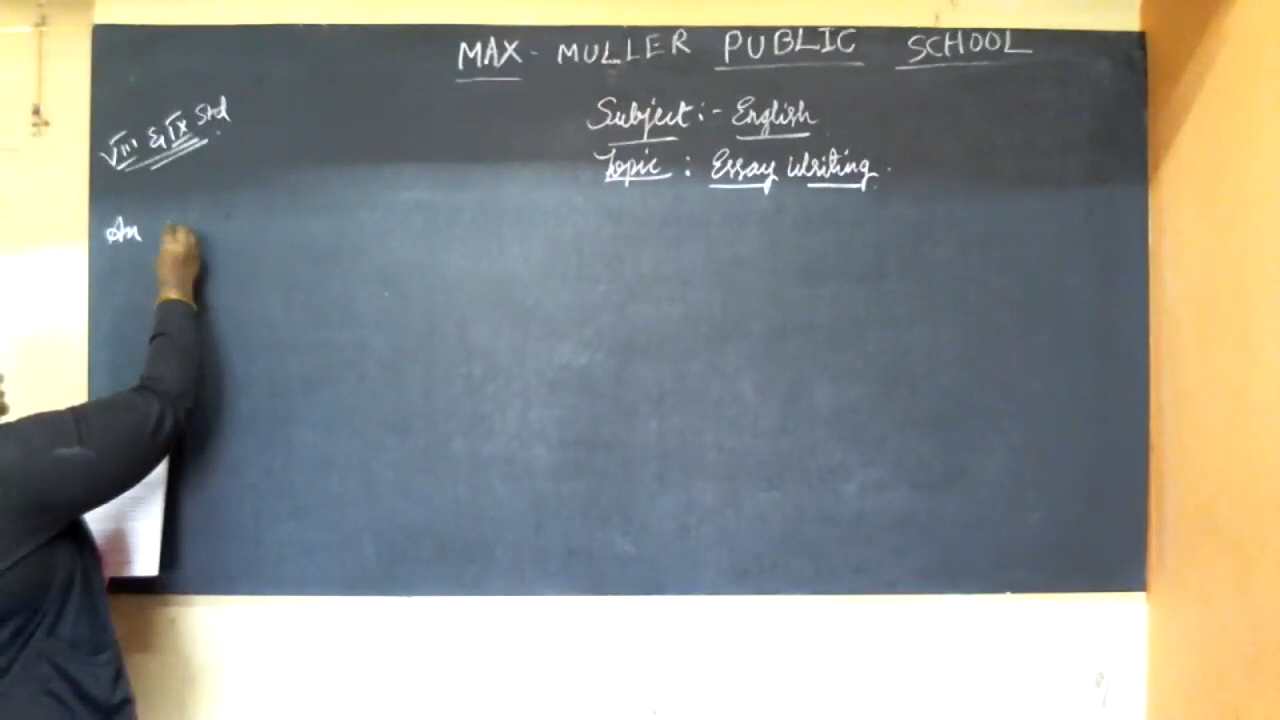 MAX - MULLER PUBLIC SCHOOL
Subject :- English
Topic : Essay Writing.
VIII & IX Std
An